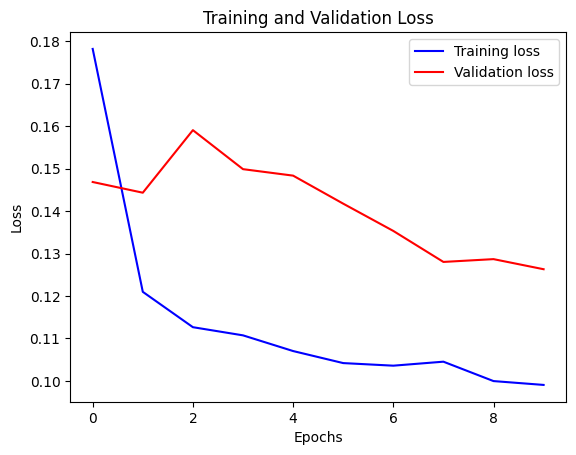 Training and Validation Loss
Training loss
Validation loss
0.18
0.17
0.16
0.15
0.14
0.13
0.12
0.11
0.10
Loss
0 2 4 6 8
Epochs